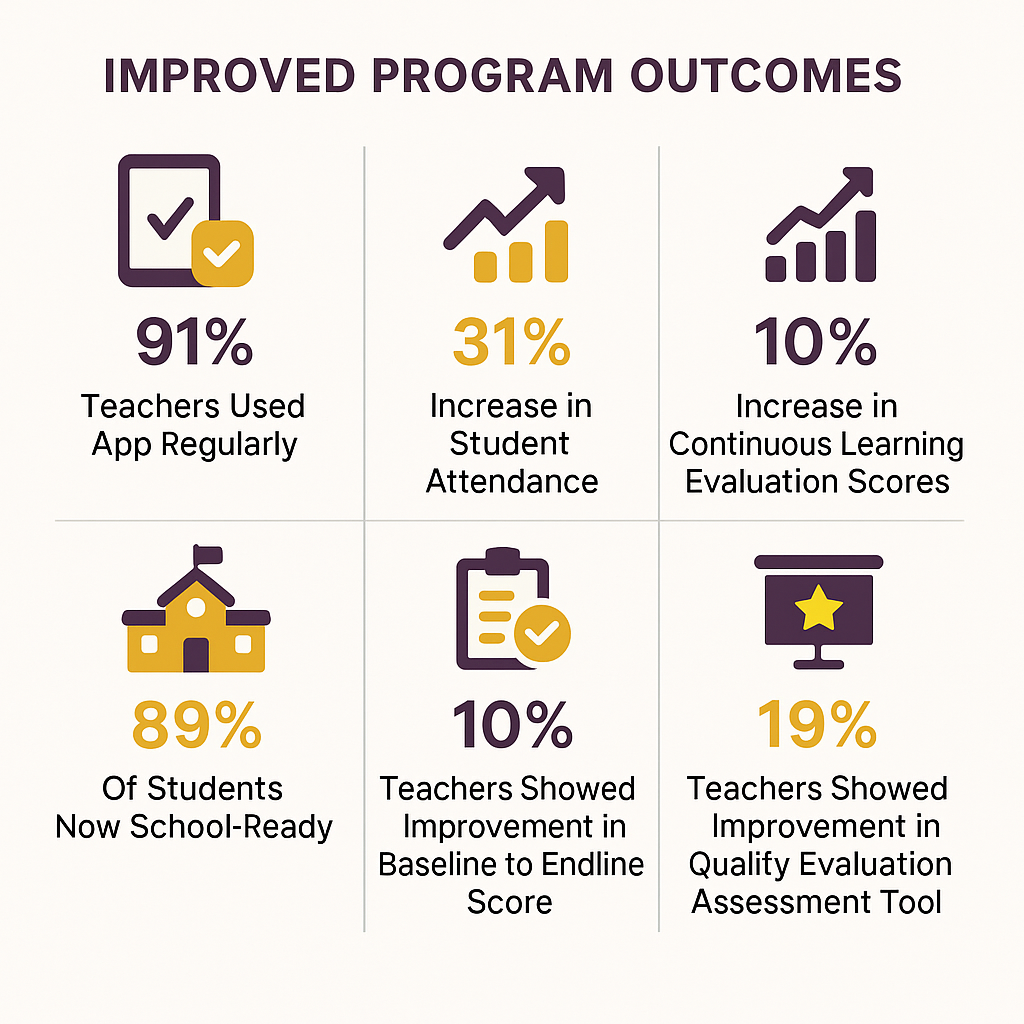 IMPROVED PROGRAM OUTCOMES
91%
Teachers Used
App Regularly
31%
Increase in
Student
Attendance
10%
Increase in
Continuous Learning
Evaluation Scores
89%
Of Students
Now School-Ready
10%
Teachers Showed
Improvement in
Baseline to Endline
Score
19%
Teachers Showed
Improvement in
Qualify Evaluation
Assessment Tool